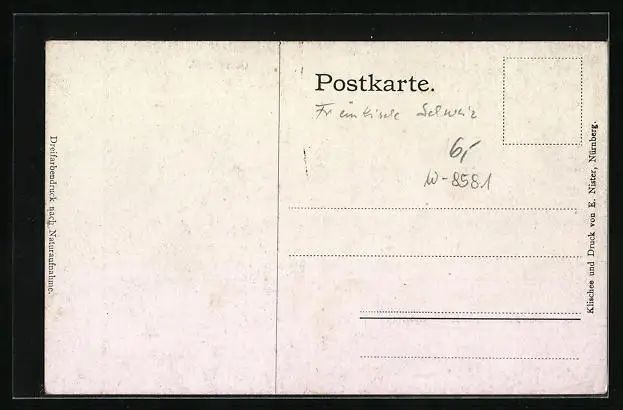 Dreifarbendruck nach Naturaufnahme.
Postkarte.
Fränkische Schweiz
6,-
W-8581
Klischee und Druck von E. Nister, Nürnberg.